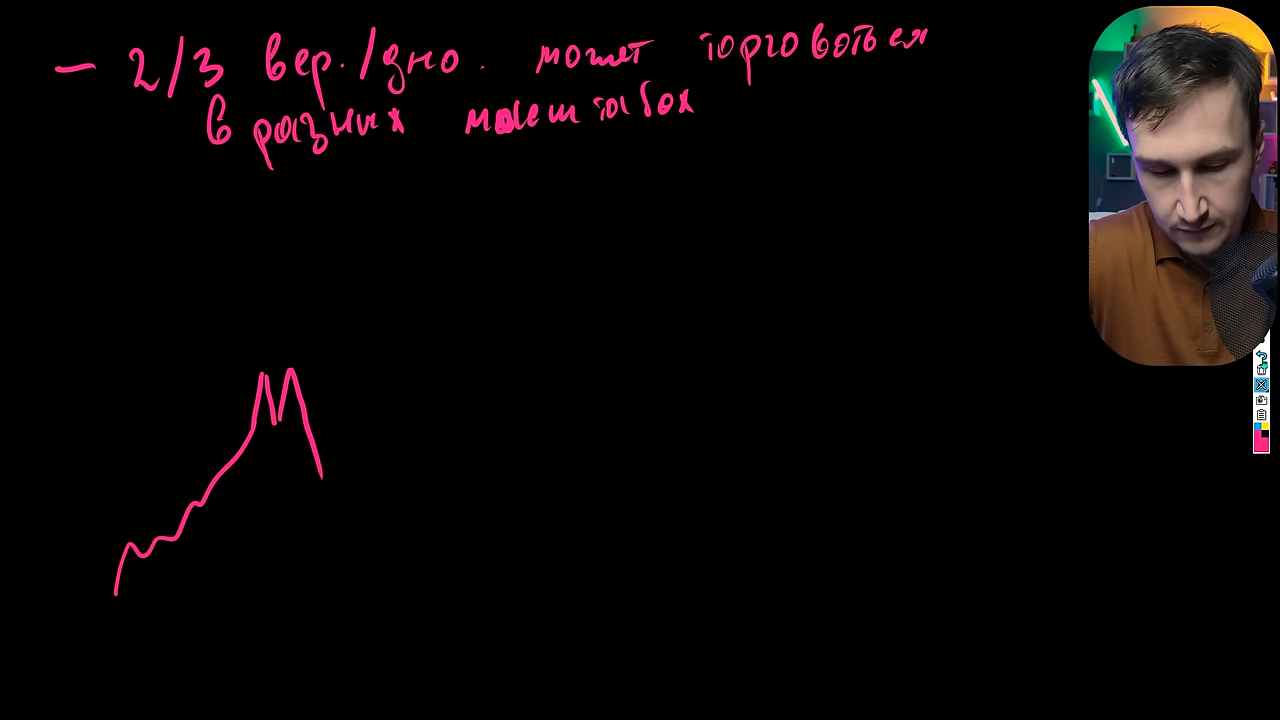 – 2/3 вер./дно. может торговаться
в разных масштабах